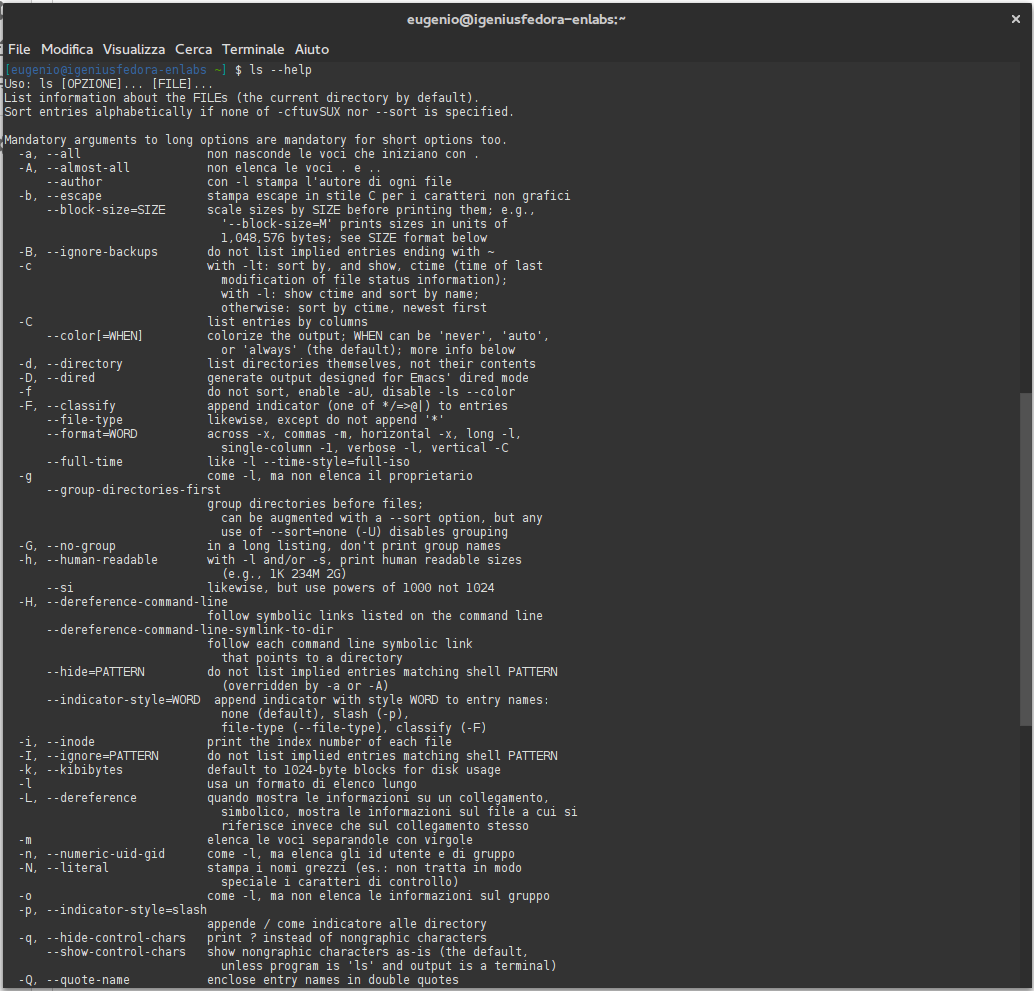 eugenio@igeniusfedora-enlabs:~
×
File Modifica Visualizza Cerca Terminale Aiuto
[eugenio@igeniusfedora-enlabs ~] $ ls --help
Uso: ls [OPZIONE]... [FILE]...
List information about the FILEs (the current directory by default).
Sort entries alphabetically if none of -cftuvSUX nor --sort is specified.

Mandatory arguments to long options are mandatory for short options too.
  -a, --all                  non nasconde le voci che iniziano con .
  -A, --almost-all           non elenca le voci . e ..
      --author               con -l stampa l'autore di ogni file
  -b, --escape               stampa escape in stile C per i caratteri non grafici
      --block-size=SIZE      scale sizes by SIZE before printing them; e.g.,
                               '--block-size=M' prints sizes in units of
                               1,048,576 bytes; see SIZE format below
  -B, --ignore-backups       do not list implied entries ending with ~
  -c                         with -lt: sort by, and show, ctime (time of last
                               modification of file status information);
                               with -l: show ctime and sort by name;
                               otherwise: sort by ctime, newest first
  -C                         list entries by columns
      --color[=WHEN]         colorize the output; WHEN can be 'never', 'auto',
                               or 'always' (the default); more info below
  -d, --directory            list directories themselves, not their contents
  -D, --dired                generate output designed for Emacs' dired mode
  -f                         do not sort, enable -aU, disable -ls --color
  -F, --classify             append indicator (one of */=>@|) to entries
      --file-type            likewise, except do not append '*'
      --format=WORD          across -x, commas -m, horizontal -x, long -l,
                               single-column -1, verbose -l, vertical -C
      --full-time            like -l --time-style=full-iso
  -g                         come -l, ma non elenca il proprietario
      --group-directories-first
                             group directories before files;
                               can be augmented with a --sort option, but any
                               use of --sort=none (-U) disables grouping
  -G, --no-group             in a long listing, don't print group names
  -h, --human-readable       with -l and/or -s, print human readable sizes
                               (e.g., 1K 234M 2G)
      --si                   likewise, but use powers of 1000 not 1024
  -H, --dereference-command-line
                             follow symbolic links listed on the command line
      --dereference-command-line-symlink-to-dir
                             follow each command line symbolic link
                               that points to a directory
      --hide=PATTERN         do not list implied entries matching shell PATTERN
                               (overridden by -a or -A)
      --indicator-style=WORD  append indicator with style WORD to entry names:
                               none (default), slash (-p),
                               file-type (--file-type), classify (-F)
  -i, --inode                print the index number of each file
  -I, --ignore=PATTERN       do not list implied entries matching shell PATTERN
  -k, --kibibytes            default to 1024-byte blocks for disk usage
  -l                         usa un formato di elenco lungo
  -L, --dereference          quando mostra le informazioni su un collegamento,
                               simbolico, mostra le informazioni sul file a cui si
                               riferisce invece che sul collegamento stesso
  -m                         elenca le voci separandole con virgole
  -n, --numeric-uid-gid      come -l, ma elenca gli id utente e di gruppo
  -N, --literal              stampa i nomi grezzi (es.: non tratta in modo
                               speciale i caratteri di controllo)
  -o                         come -l, ma non elenca le informazioni sul gruppo
  -p, --indicator-style=slash
                             appende / come indicatore alle directory
  -q, --hide-control-chars   print ? instead of nongraphic characters
      --show-control-chars   show nongraphic characters as-is (the default,
                               unless program is 'ls' and output is a terminal)
  -Q, --quote-name           enclose entry names in double quotes